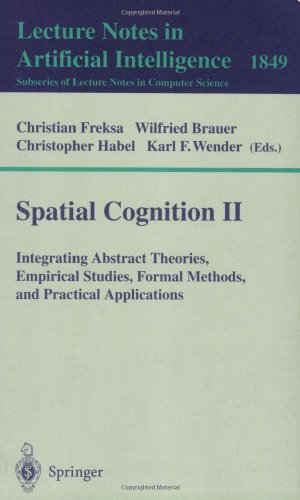 Lecture Notes in
Artificial Intelligence 1849
Subseries of Lecture Notes in Computer Science
Christian Freksa Wilfried Brauer
Christopher Habel Karl F. Wender (Eds.)
Spatial Cognition II
Integrating Abstract Theories,
Empirical Studies, Formal Methods,
and Practical Applications
Springer